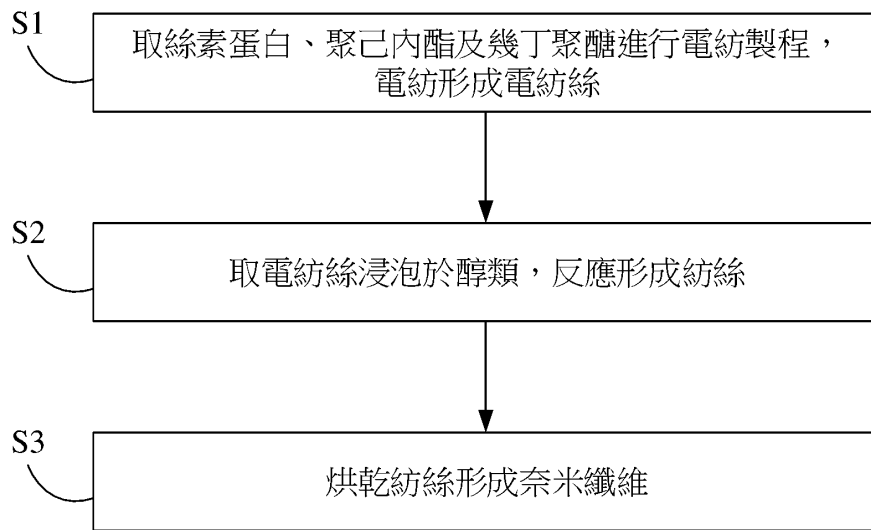 S1
取絲素蛋白、聚己內酯及幾丁聚醣進行電紡製程，
電紡形成電紡絲
S2
取電紡絲浸泡於醇類，反應形成紡絲
S3
烘乾紡絲形成奈米纖維